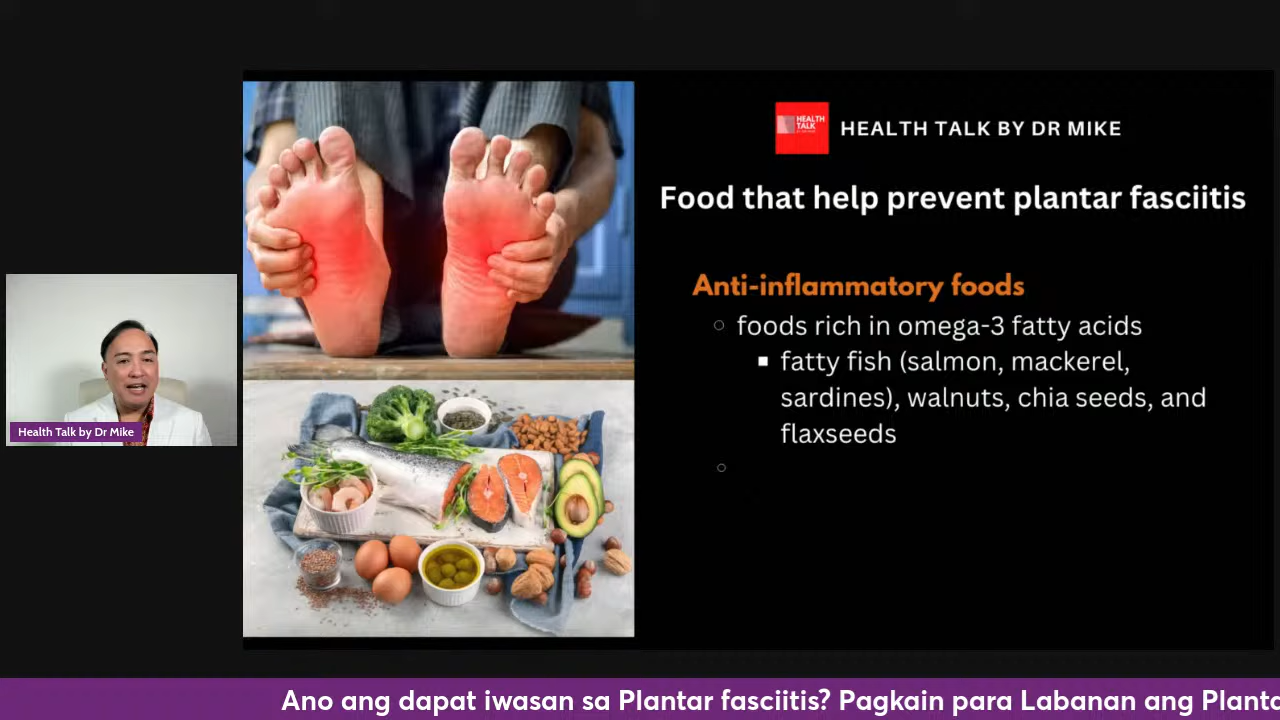 HEALTH
TALK
HEALTH TALK BY DR MIKE
Food that help prevent plantar fasciitis
Anti-inflammatory foods
foods rich in omega-3 fatty acids
fatty fish (salmon, mackerel,
sardines), walnuts, chia seeds, and
flaxseeds
Health Talk by Dr Mike
Ano ang dapat iwasan sa Plantar fasciitis? Pagkain para Labanan ang Planta